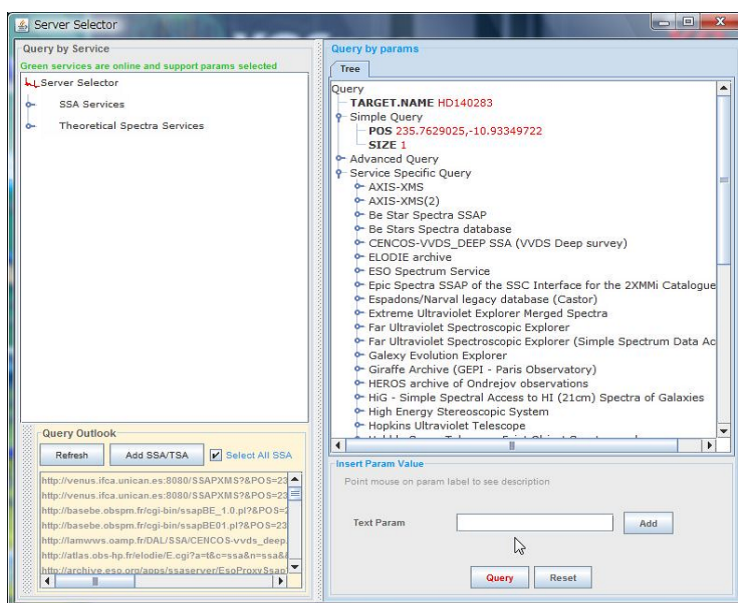 Server Selector
Query by Service
Green services are online and support params selected
Server Selector
SSA Services
Theoretical Spectra Services
Query Outlook
Refresh
Add SSA/TSA
Select All SSA
http://venus.ifca.unican.es:8080/SSAPXMS?&POS=23
http://venus.ifca.unican.es:8080/SSAPXMS?&POS=23
http://basebe.obspm.fr/cgi-bin/ssapBE_1.0.pl?&POS=2
http://basebe.obspm.fr/cgi-bin/ssapBE01.pl?&POS=23
http://lamwws.oamp.fr/DAL/SSA/CENCOS-vvds_deep.
http://atlas.obs-hp.fr/elodie/E.cgi?a=t&c=ssa&n=ssa&
http://archive.eso.org/apps/ssaserver/EsoProxySsap
Query by params
Tree
Query
TARGET.NAME HD140283
Simple Query
POS 235.7629025,-10.93349722
SIZE 1
Advanced Query
Service Specific Query
AXIS-XMS
AXIS-XMS(2)
Be Star Spectra SSAP
Be Stars Spectra database
CENCOS-VVDS_DEEP SSA (VVDS Deep survey)
ELODIE archive
ESO Spectrum Service
Epic Spectra SSAP of the SSC Interface for the 2XMMi Catalogue
Espadons/Narval legacy database (Castor)
Extreme Ultraviolet Explorer Merged Spectra
Far Ultraviolet Spectroscopic Explorer
Far Ultraviolet Spectroscopic Explorer (Simple Spectrum Data Ac
Galexy Evolution Explorer
Giraffe Archive (GEPI - Paris Observatory)
HEROS archive of Ondrejov observations
HiG - Simple Spectral Access to HI (21cm) Spectra of Galaxies
High Energy Stereoscopic System
Hopkins Ultraviolet Telescope
Insert Param Value
Point mouse on param label to see description
Text Param
Add
Query
Reset